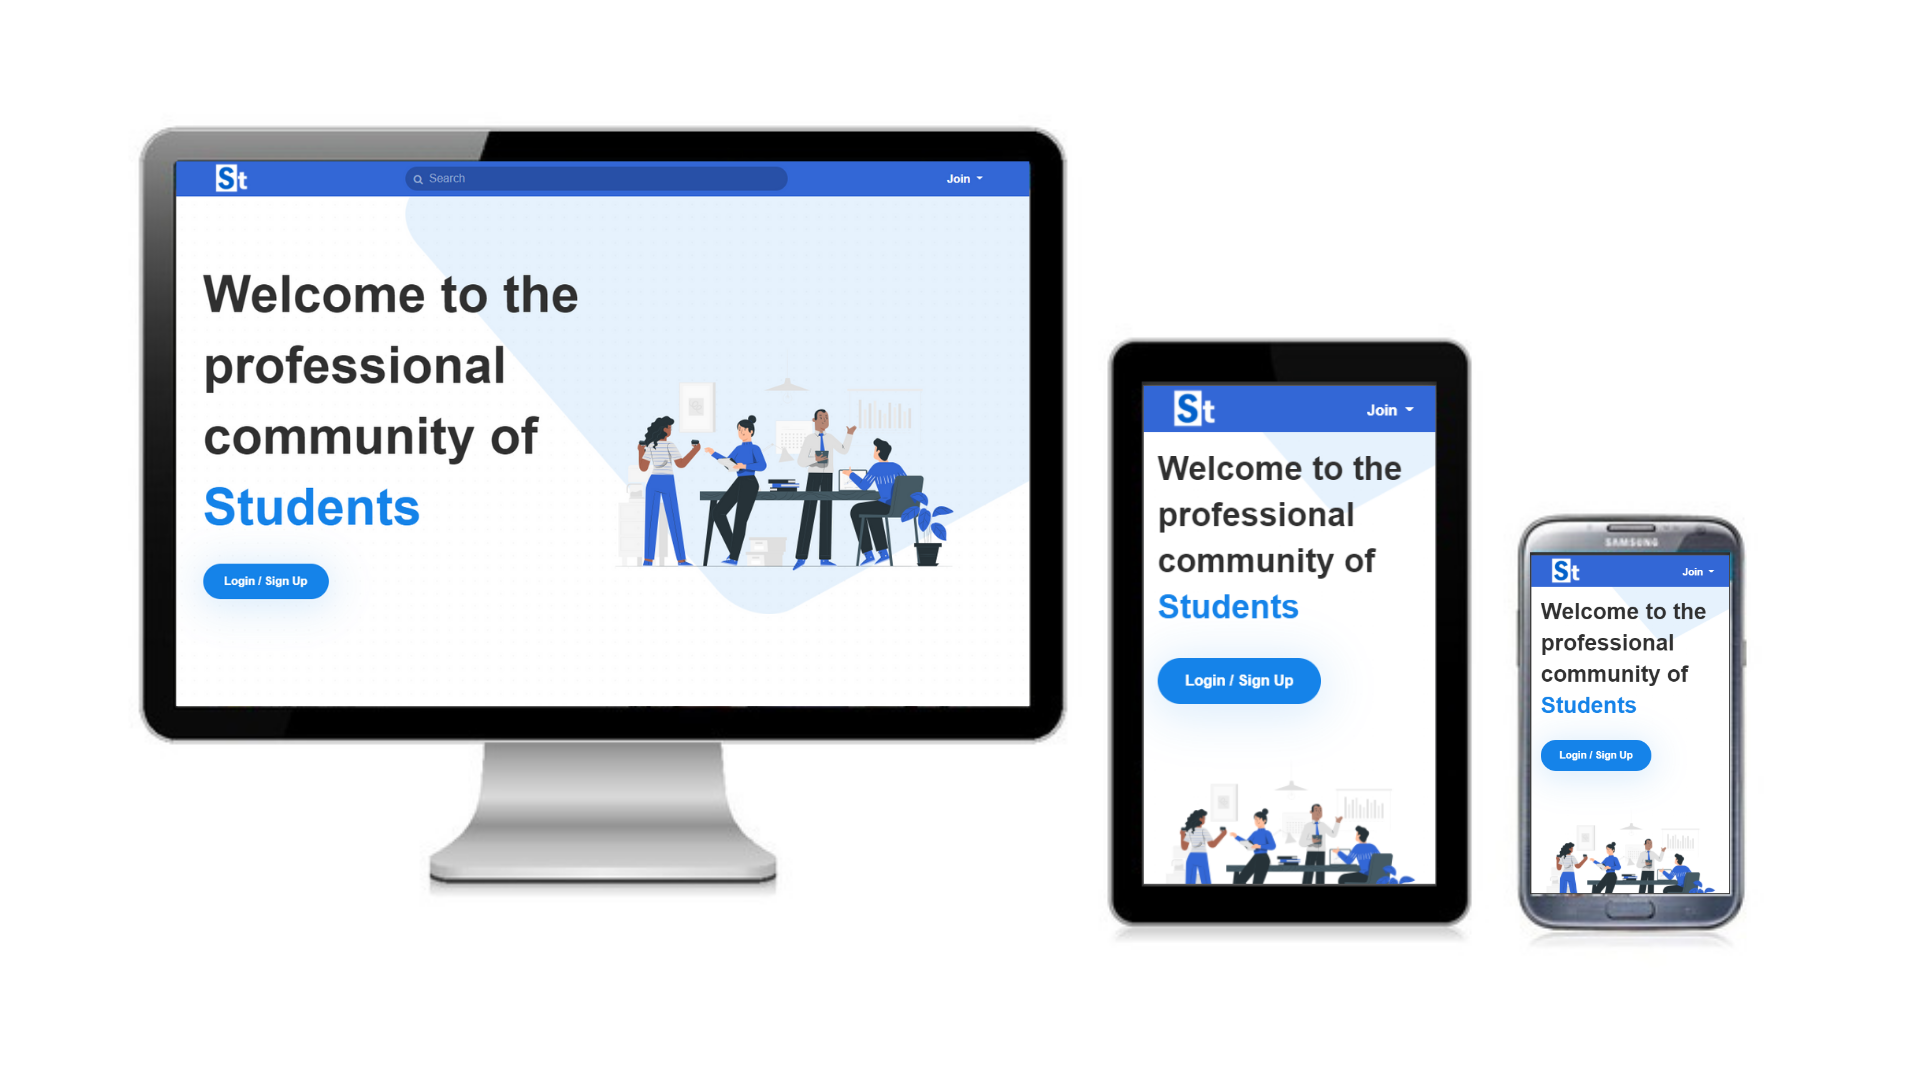 St
Search
Join
Welcome to the
professional
community of
Students
Login / Sign Up
St
Join
Welcome to the
professional
community of
Students
Login / Sign Up
SAMSUNG
St
Join
Welcome to the
professional
community of
Students
Login / Sign Up